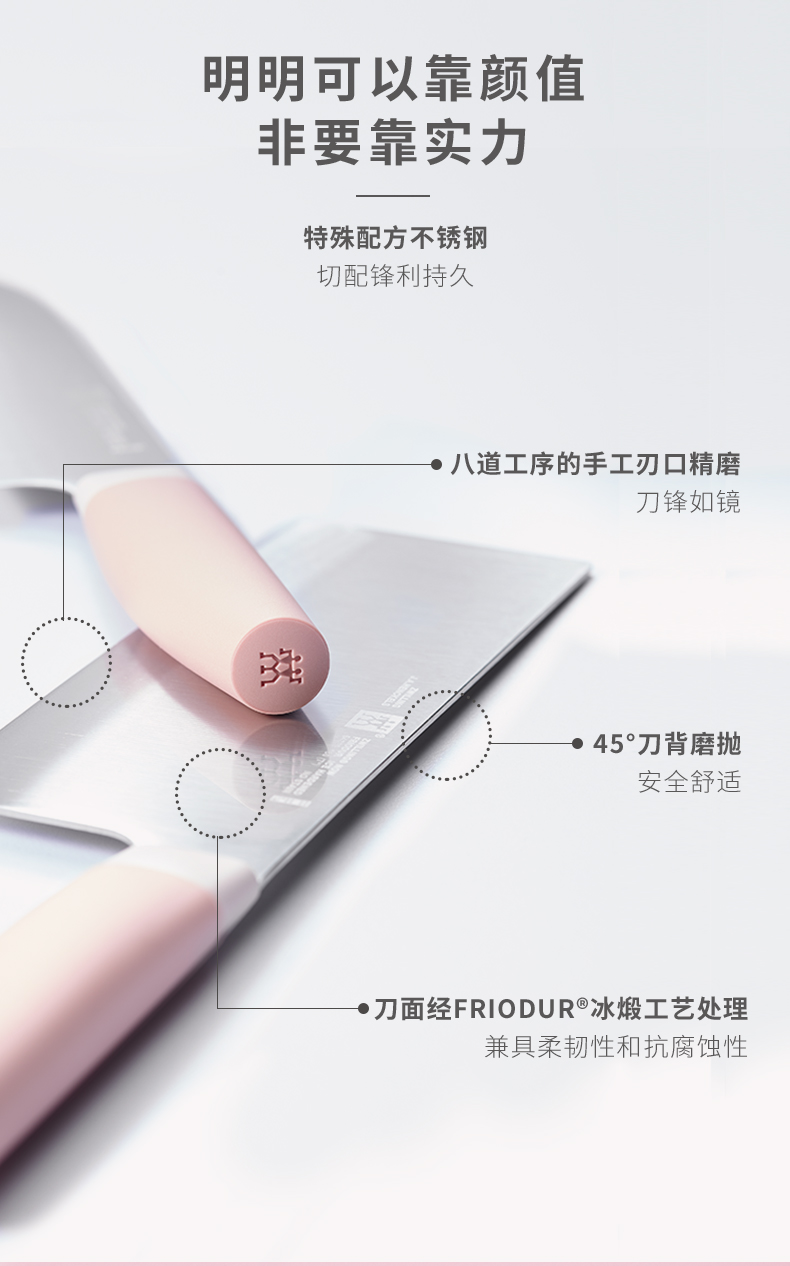 明明可以靠颜值
非要靠实力
特殊配方不锈钢
切配锋利持久
八道工序的手工刃口精磨
刀锋如镜
45°刀背磨抛
安全舒适
刀面经FRIODUR®冰煅工艺处理
兼具柔韧性和抗腐蚀性